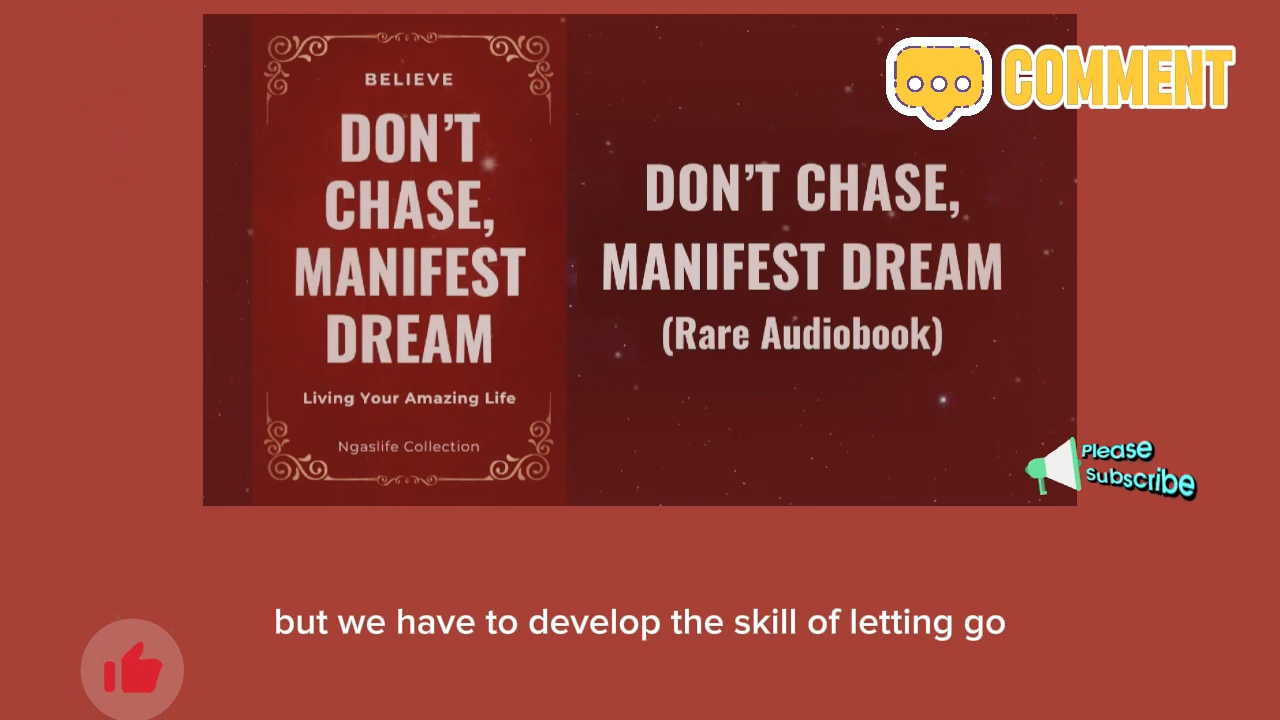 BELIEVE
DON'T
CHASE,
MANIFEST
DREAM
Living Your Amazing Life
Ngaslife Collection
DON'T CHASE,
MANIFEST DREAM
(Rare Audiobook)
COMMENT
Please
Subscribe
but we have to develop the skill of letting go